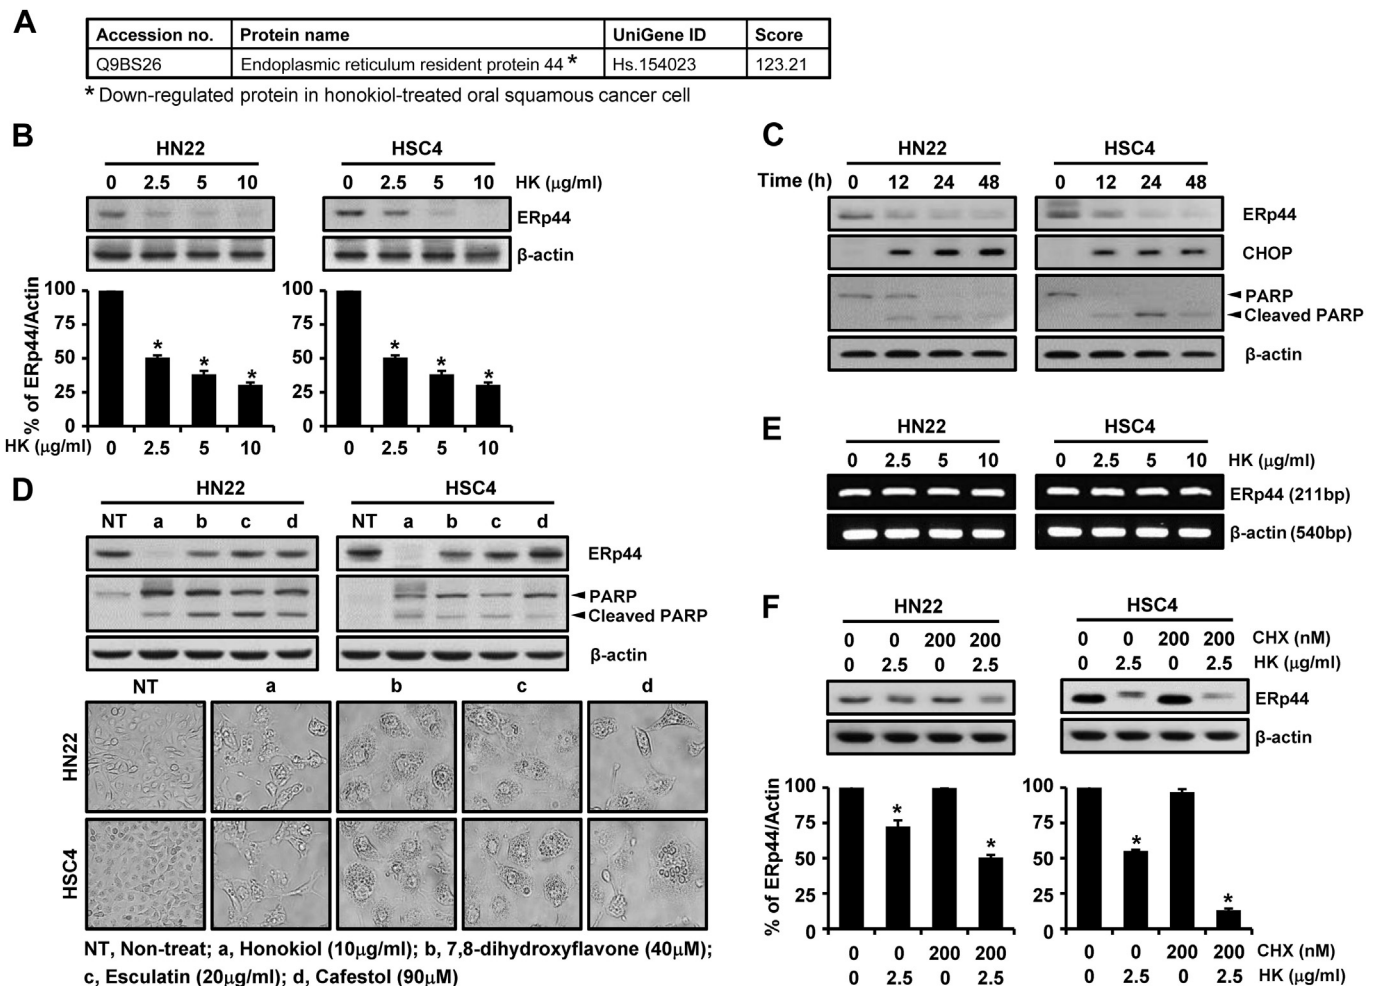 A
Accession no. Protein name UniGene ID Score
Q9BS26 Endoplasmic reticulum resident protein 44 * Hs.154023 123.21
* Down-regulated protein in honokiol-treated oral squamous cancer cell
B
HN22 HSC4
0 2.5 5 10 0 2.5 5 10 HK (μg/ml)
ERp44
β-actin
% of ERp44/Actin
100 100
75 75
50 50
25 25
0 0
* * * * * *
HK (μg/ml) 0 2.5 5 10 0 2.5 5 10
C
HN22 HSC4
Time (h) 0 12 24 48 0 12 24 48
ERp44
CHOP
PARP
Cleaved PARP
β-actin
D
HN22 HSC4
NT a b c d NT a b c d
ERp44
PARP
Cleaved PARP
β-actin
NT a b c d
HN22
HSC4
NT, Non-treat; a, Honokiol (10μg/ml); b, 7,8-dihydroxyflavone (40μM);
c, Esculatin (20μg/ml); d, Cafestol (90μM)
E
HN22 HSC4
0 2.5 5 10 0 2.5 5 10 HK (μg/ml)
ERp44 (211bp)
β-actin (540bp)
F
HN22 HSC4
0 0 200 200 0 0 200 200 CHX (nM)
0 2.5 0 2.5 0 2.5 0 2.5 HK (μg/ml)
ERp44
β-actin
% of ERp44/Actin
100 100
75 75
50 50
25 25
0 0
* * * *
0 0 200 200 0 0 200 200 CHX (nM)
0 2.5 0 2.5 0 2.5 0 2.5 HK (μg/ml)